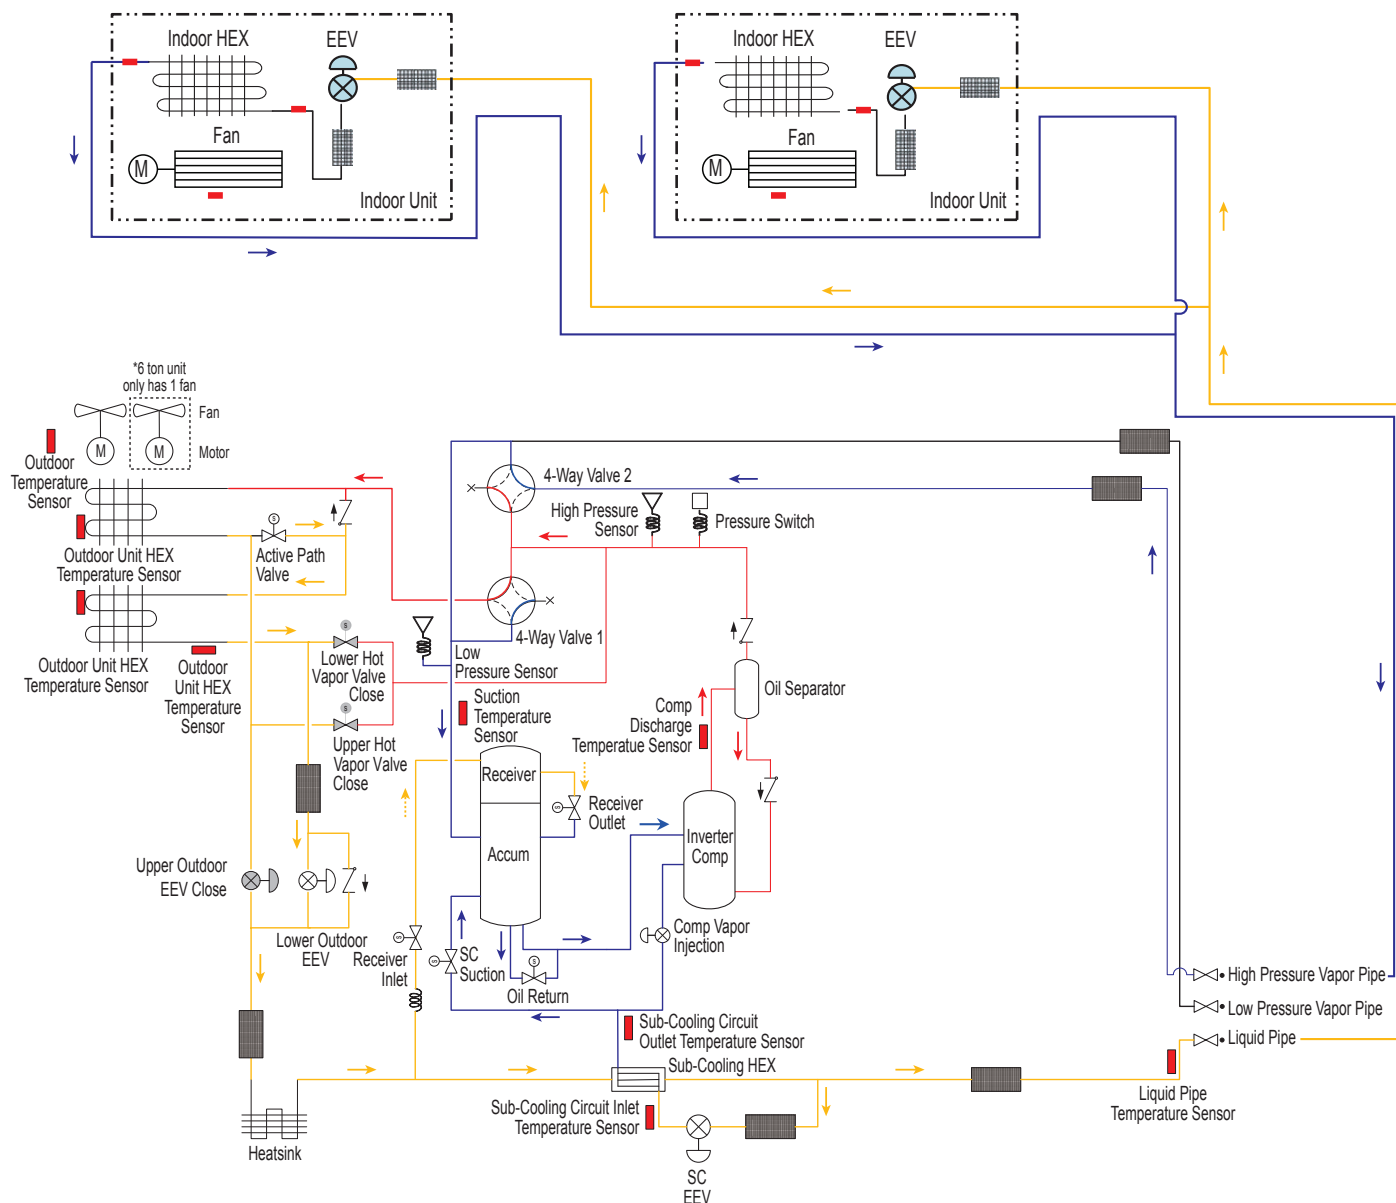 Indoor HEX
EEV
Fan
M
Indoor Unit
Indoor HEX
EEV
Fan
M
Indoor Unit
*6 ton unit
only has 1 fan
Fan
M
M
Motor
Outdoor
Temperature
Sensor
4-Way Valve 2
High Pressure
Sensor
Pressure Switch
S
Outdoor Unit HEX
Temperature Sensor
Active Path
Valve
4-Way Valve 1
S
Outdoor Unit HEX
Temperature Sensor
Outdoor
Unit HEX
Temperature
Sensor
Lower Hot
Vapor Valve
Close
Low
Pressure Sensor
S
Upper Hot
Vapor Valve
Close
Suction
Temperature
Sensor
Comp
Discharge
Temperatue Sensor
Oil Separator
Receiver
S
Receiver
Outlet
Accum
Inverter
Comp
Upper Outdoor
EEV Close
Lower Outdoor
EEV
S
Receiver
Inlet
S
SC
Suction
S
Oil Return
Comp Vapor
Injection
High Pressure Vapor Pipe
Low Pressure Vapor Pipe
Liquid Pipe
Sub-Cooling Circuit
Outlet Temperature Sensor
Sub-Cooling HEX
Sub-Cooling Circuit Inlet
Temperature Sensor
Liquid Pipe
Temperature Sensor
Heatsink
SC
EEV